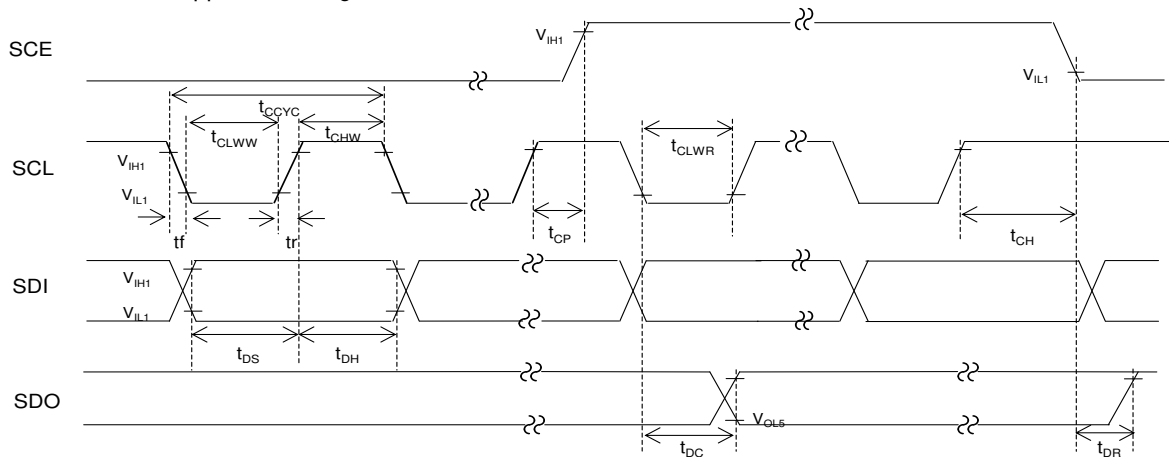 SCE
V_IH1
V_IL1
t_CCYC
t_CLWW
t_CHW
t_CLWR
SCL
V_IH1
V_IL1
tf
tr
t_CP
t_CH
SDI
V_IH1
V_IL1
t_DS
t_DH
SDO
V_OL5
t_DC
t_DR